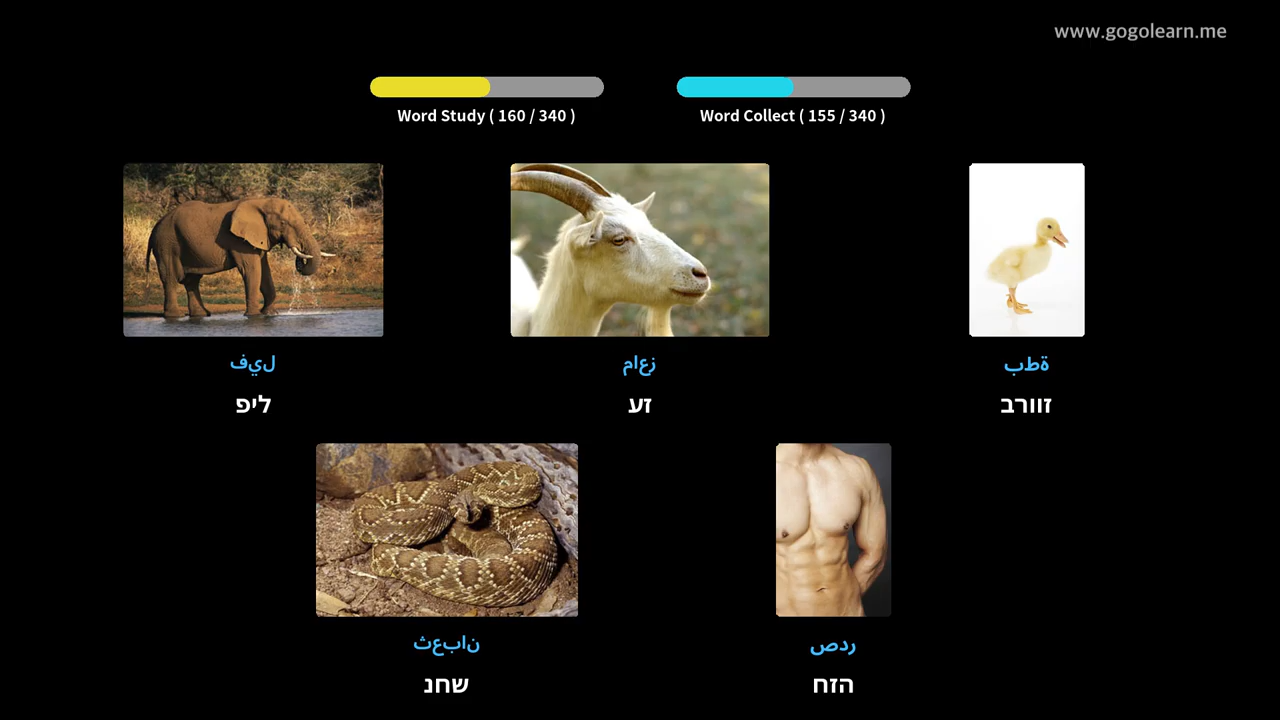 www.gogolearn.me
Word Study ( 160 / 340 )
Word Collect ( 155 / 340 )
ليف
ליפ
زعام
זע
ةطب
זוורב
نابعث
שחנ
ردص
הזח